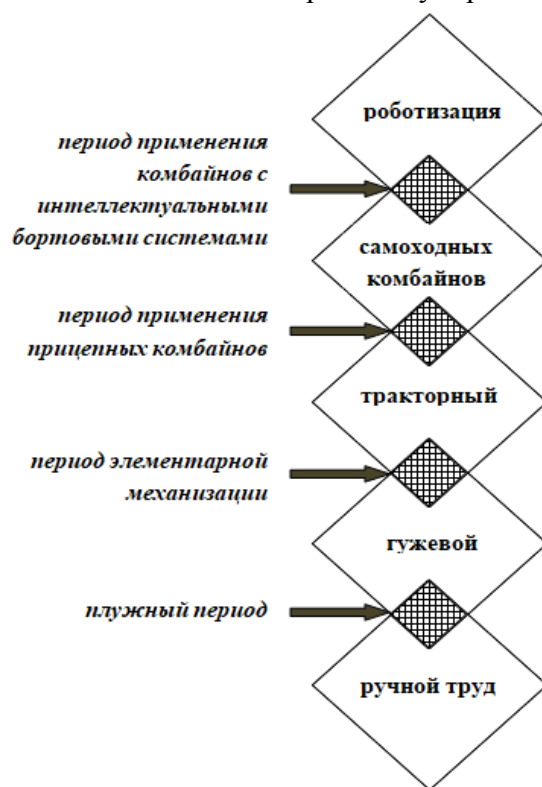 роботизация
период применения
комбайнов с
интеллектуальными
бортовыми системами
самоходных
комбайнов
период применения
прицепных комбайнов
тракторный
период элементарной
механизации
гужевой
плужный период
ручной труд